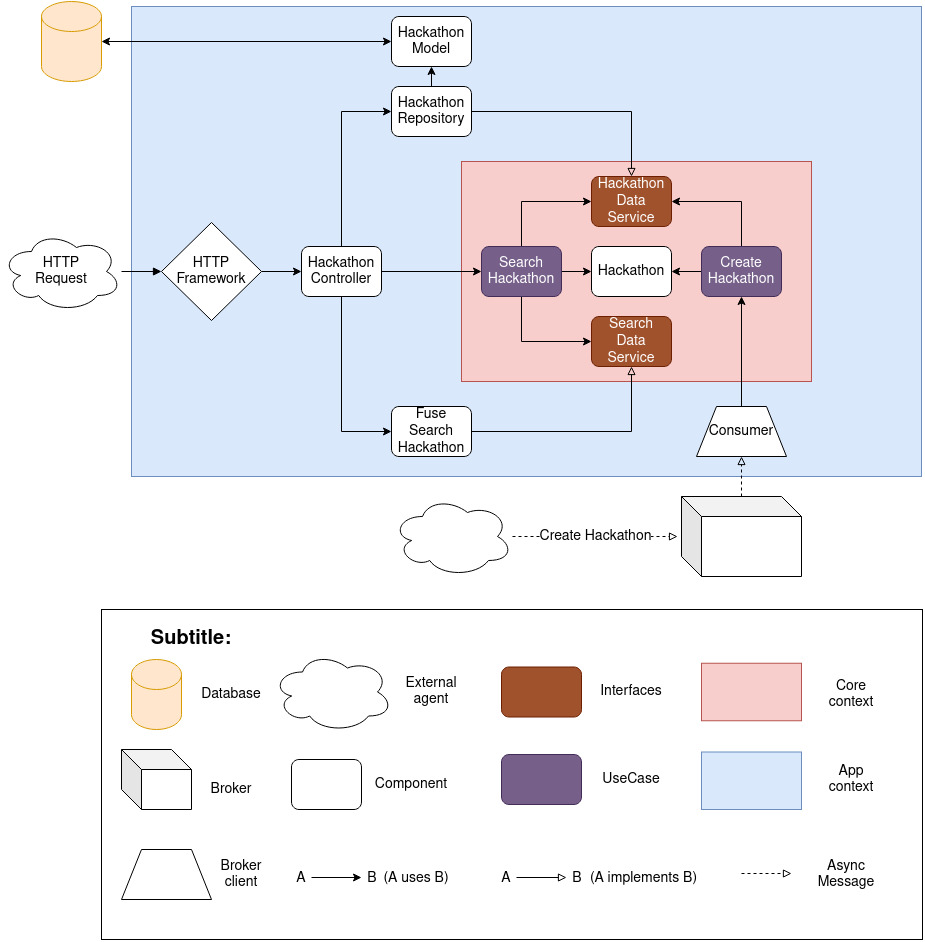 Hackathon
Model
Hackathon
Repository
Hackathon
Data
Service
HTTP
Request
HTTP
Framework
Hackathon
Controller
Search
Hackathon
Hackathon
Create
Hackathon
Search
Data
Service
Fuse
Search
Hackathon
Consumer
Create Hackathon
Subtitle:
Database
External
agent
Interfaces
Core
context
Broker
Component
UseCase
App
context
Broker
client
A B (A uses B)
A B (A implements B)
Async
Message